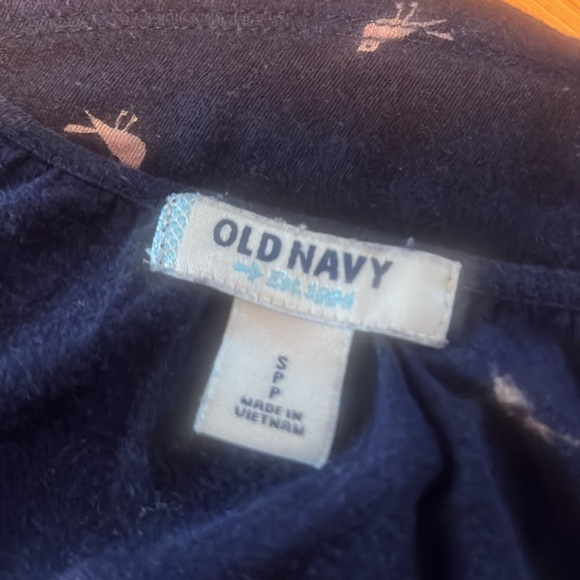 OLD NAVY
Est. 1994
S
P
P
MADE IN
VIETNAM